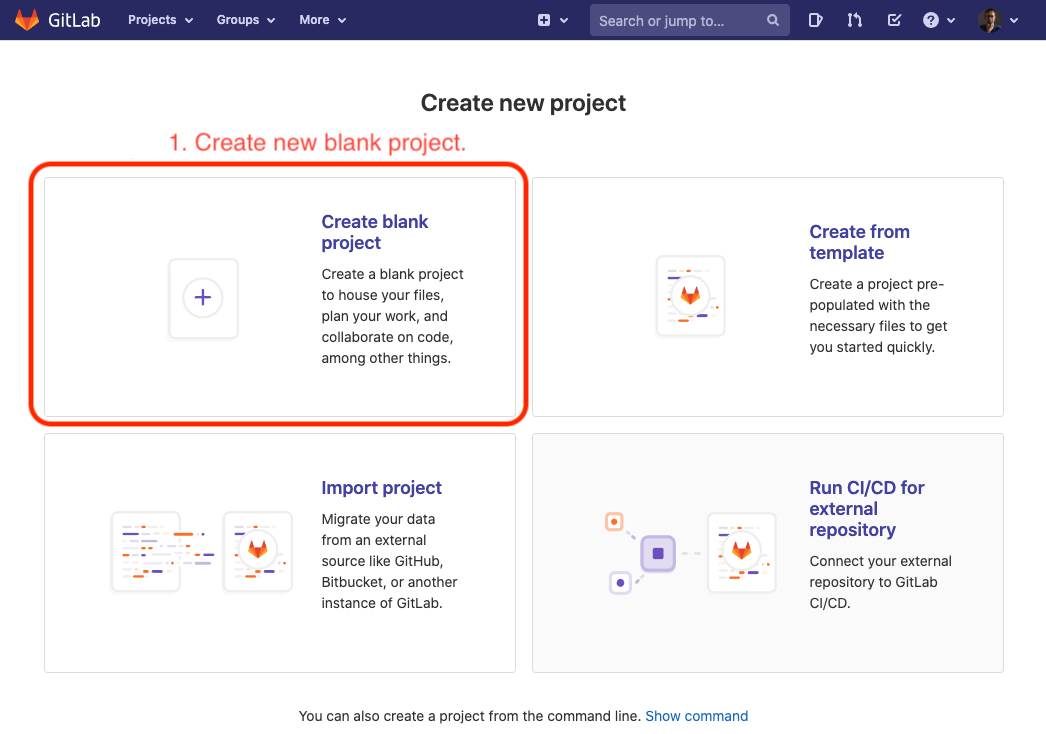 GitLab Projects Groups More Search or jump to...
Create new project
1. Create new blank project.
Create blank
project
Create a blank project
to house your files,
plan your work, and
collaborate on code,
among other things.
Create from
template
Create a project pre-
populated with the
necessary files to get
you started quickly.
Import project
Migrate your data
from an external
source like GitHub,
Bitbucket, or another
instance of GitLab.
Run CI/CD for
external
repository
Connect your external
repository to GitLab
CI/CD.
You can also create a project from the command line. Show command